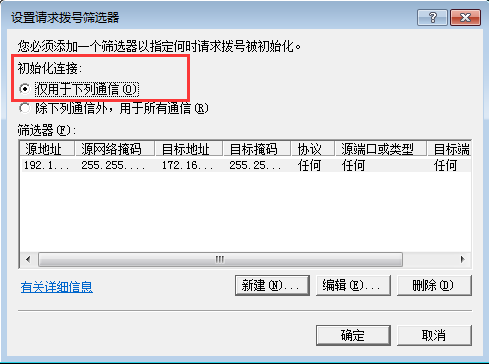 设置请求拨号筛选器
您必须添加一个筛选器以指定何时请求拨号被初始化。
初始化连接:
仅用于下列通信(O)
除下列通信外，用于所有通信(R)
筛选器(F):
源地址 源网络掩码 目标地址 目标掩码 协议 源端口或类型 目标端
192.1... 255.255.... 172.16... 255.25... 任何 任何 任何
有关详细信息 新建(N)... 编辑(E)... 删除(D)
确定 取消